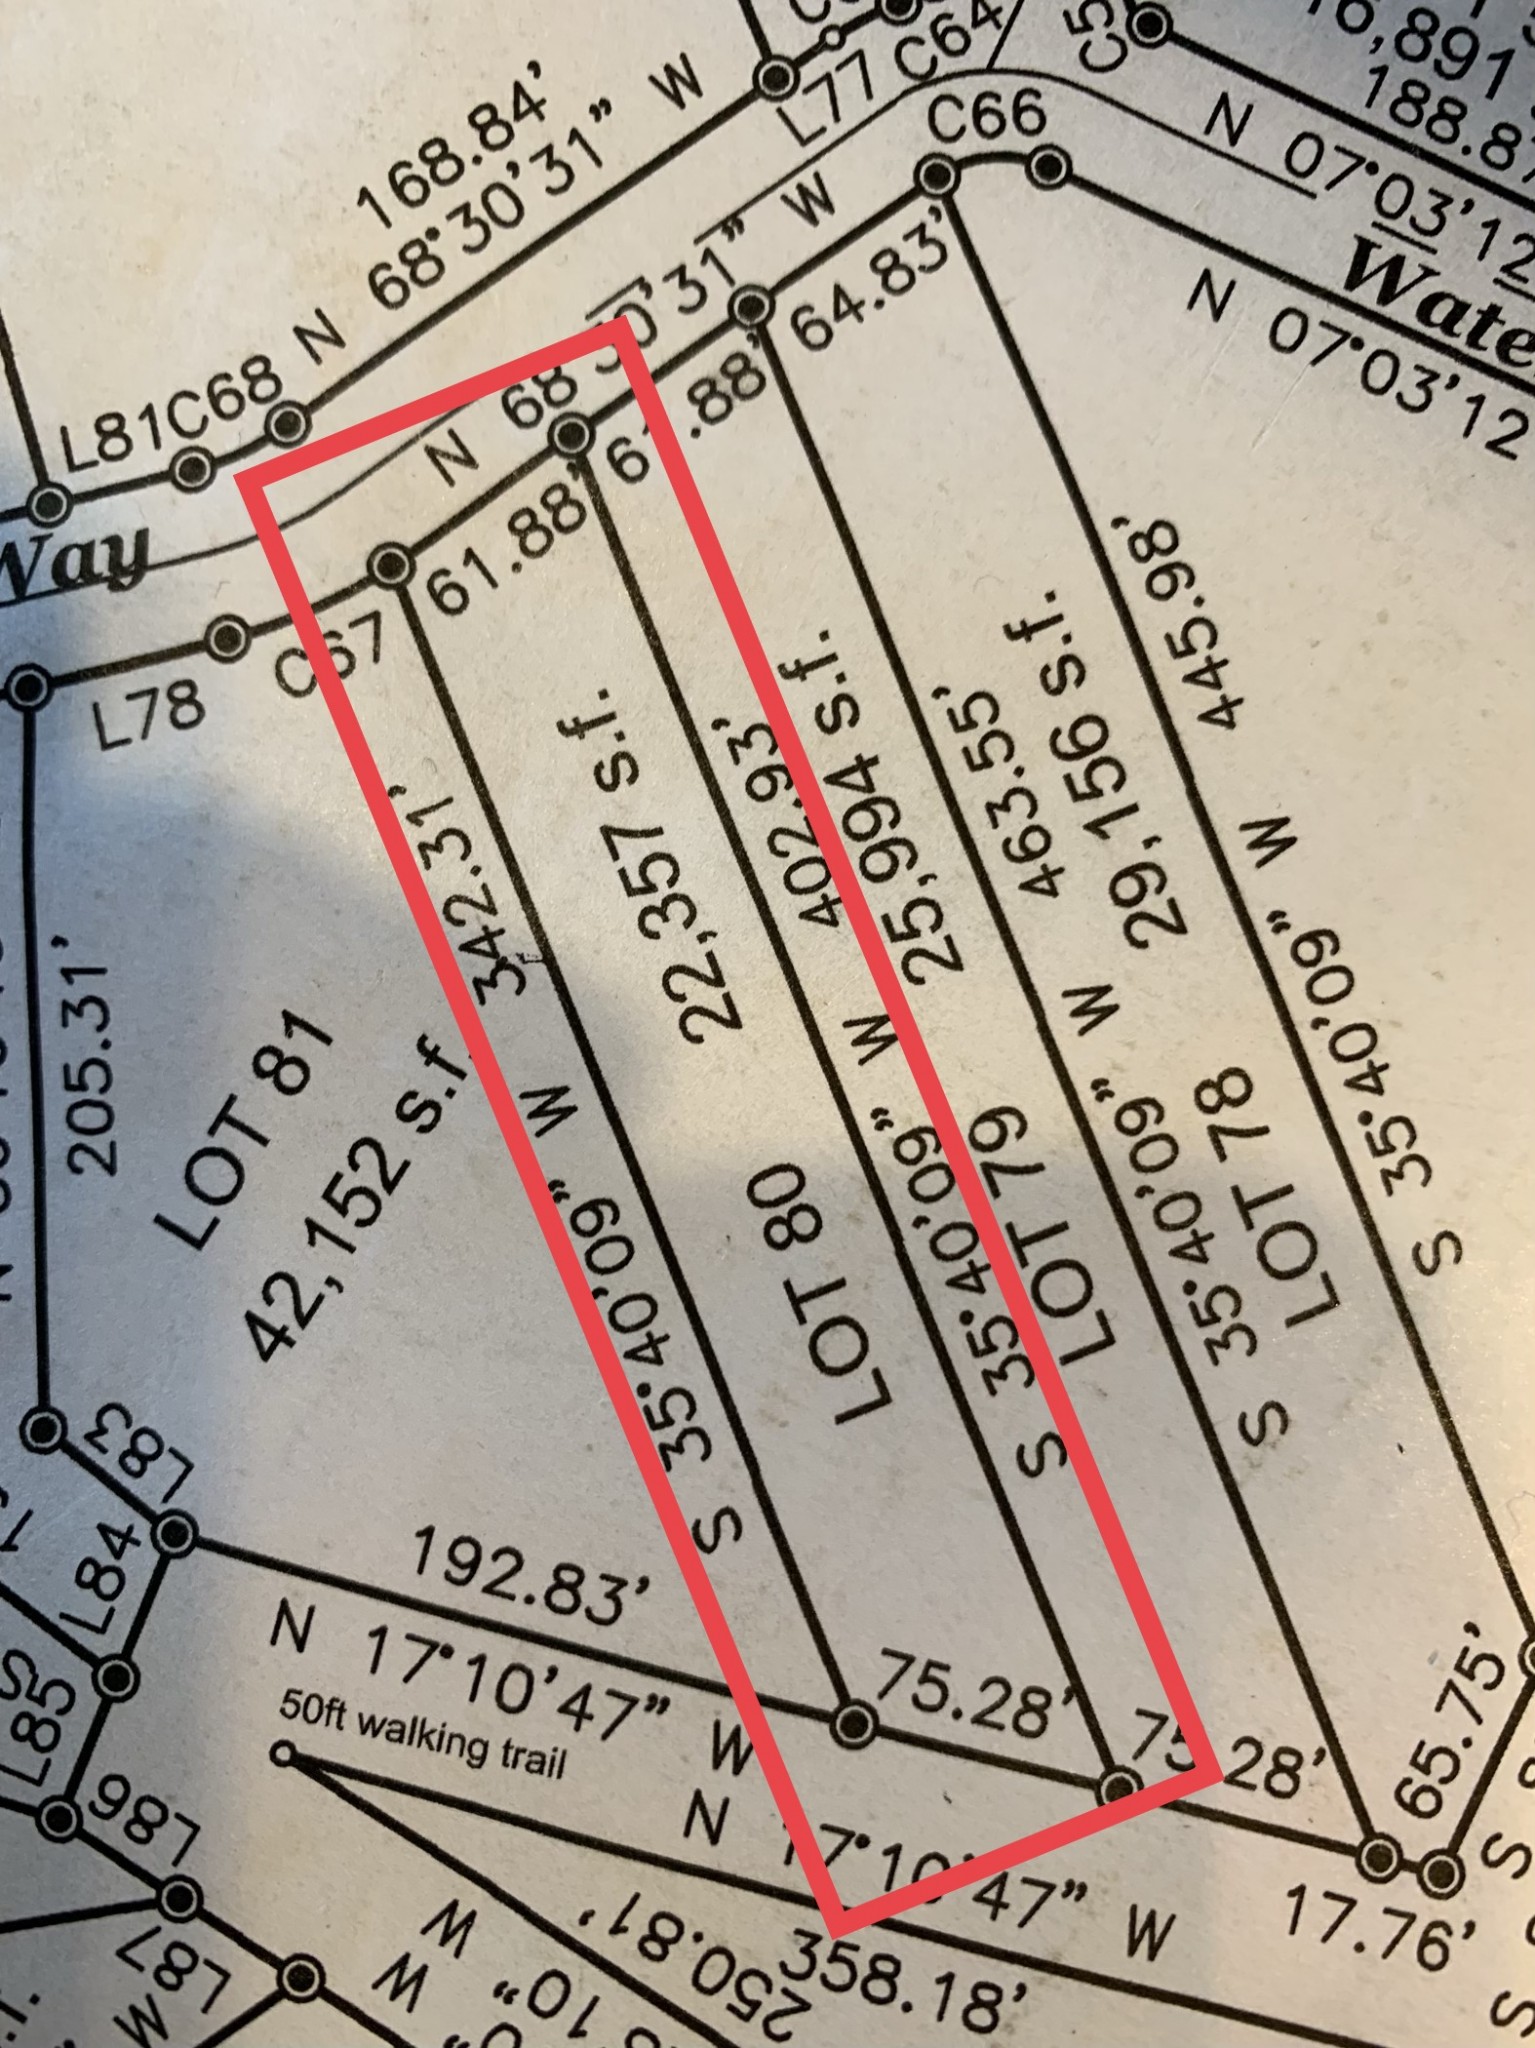 16,891
188.8
168.84'
N 68°30'31" W
L77
C64
C66
N 07°03'12
Wate
N 07°03'12
L81
C68
Way
N 68°30'31" W
64.83'
61.88'
61.88'
C67
L78
445.98'
S 35°40'09" W
29,156 s.f.
LOT 78
463.55'
S 35°40'09" W
25,994 s.f.
LOT 79
402.93'
S 35°40'09" W
22,357 s.f.
LOT 80
342.31'
S 35°40'09" W
205.31'
LOT 81
42,152 s.f.
L83
L84
L85
L86
L87
192.83'
N 17°10'47" W
50ft walking trail
75.28'
75.28'
65.75'
17.76'
N 17°10'47" W
358.18'
250.81'
W
W
10"
W
S
S